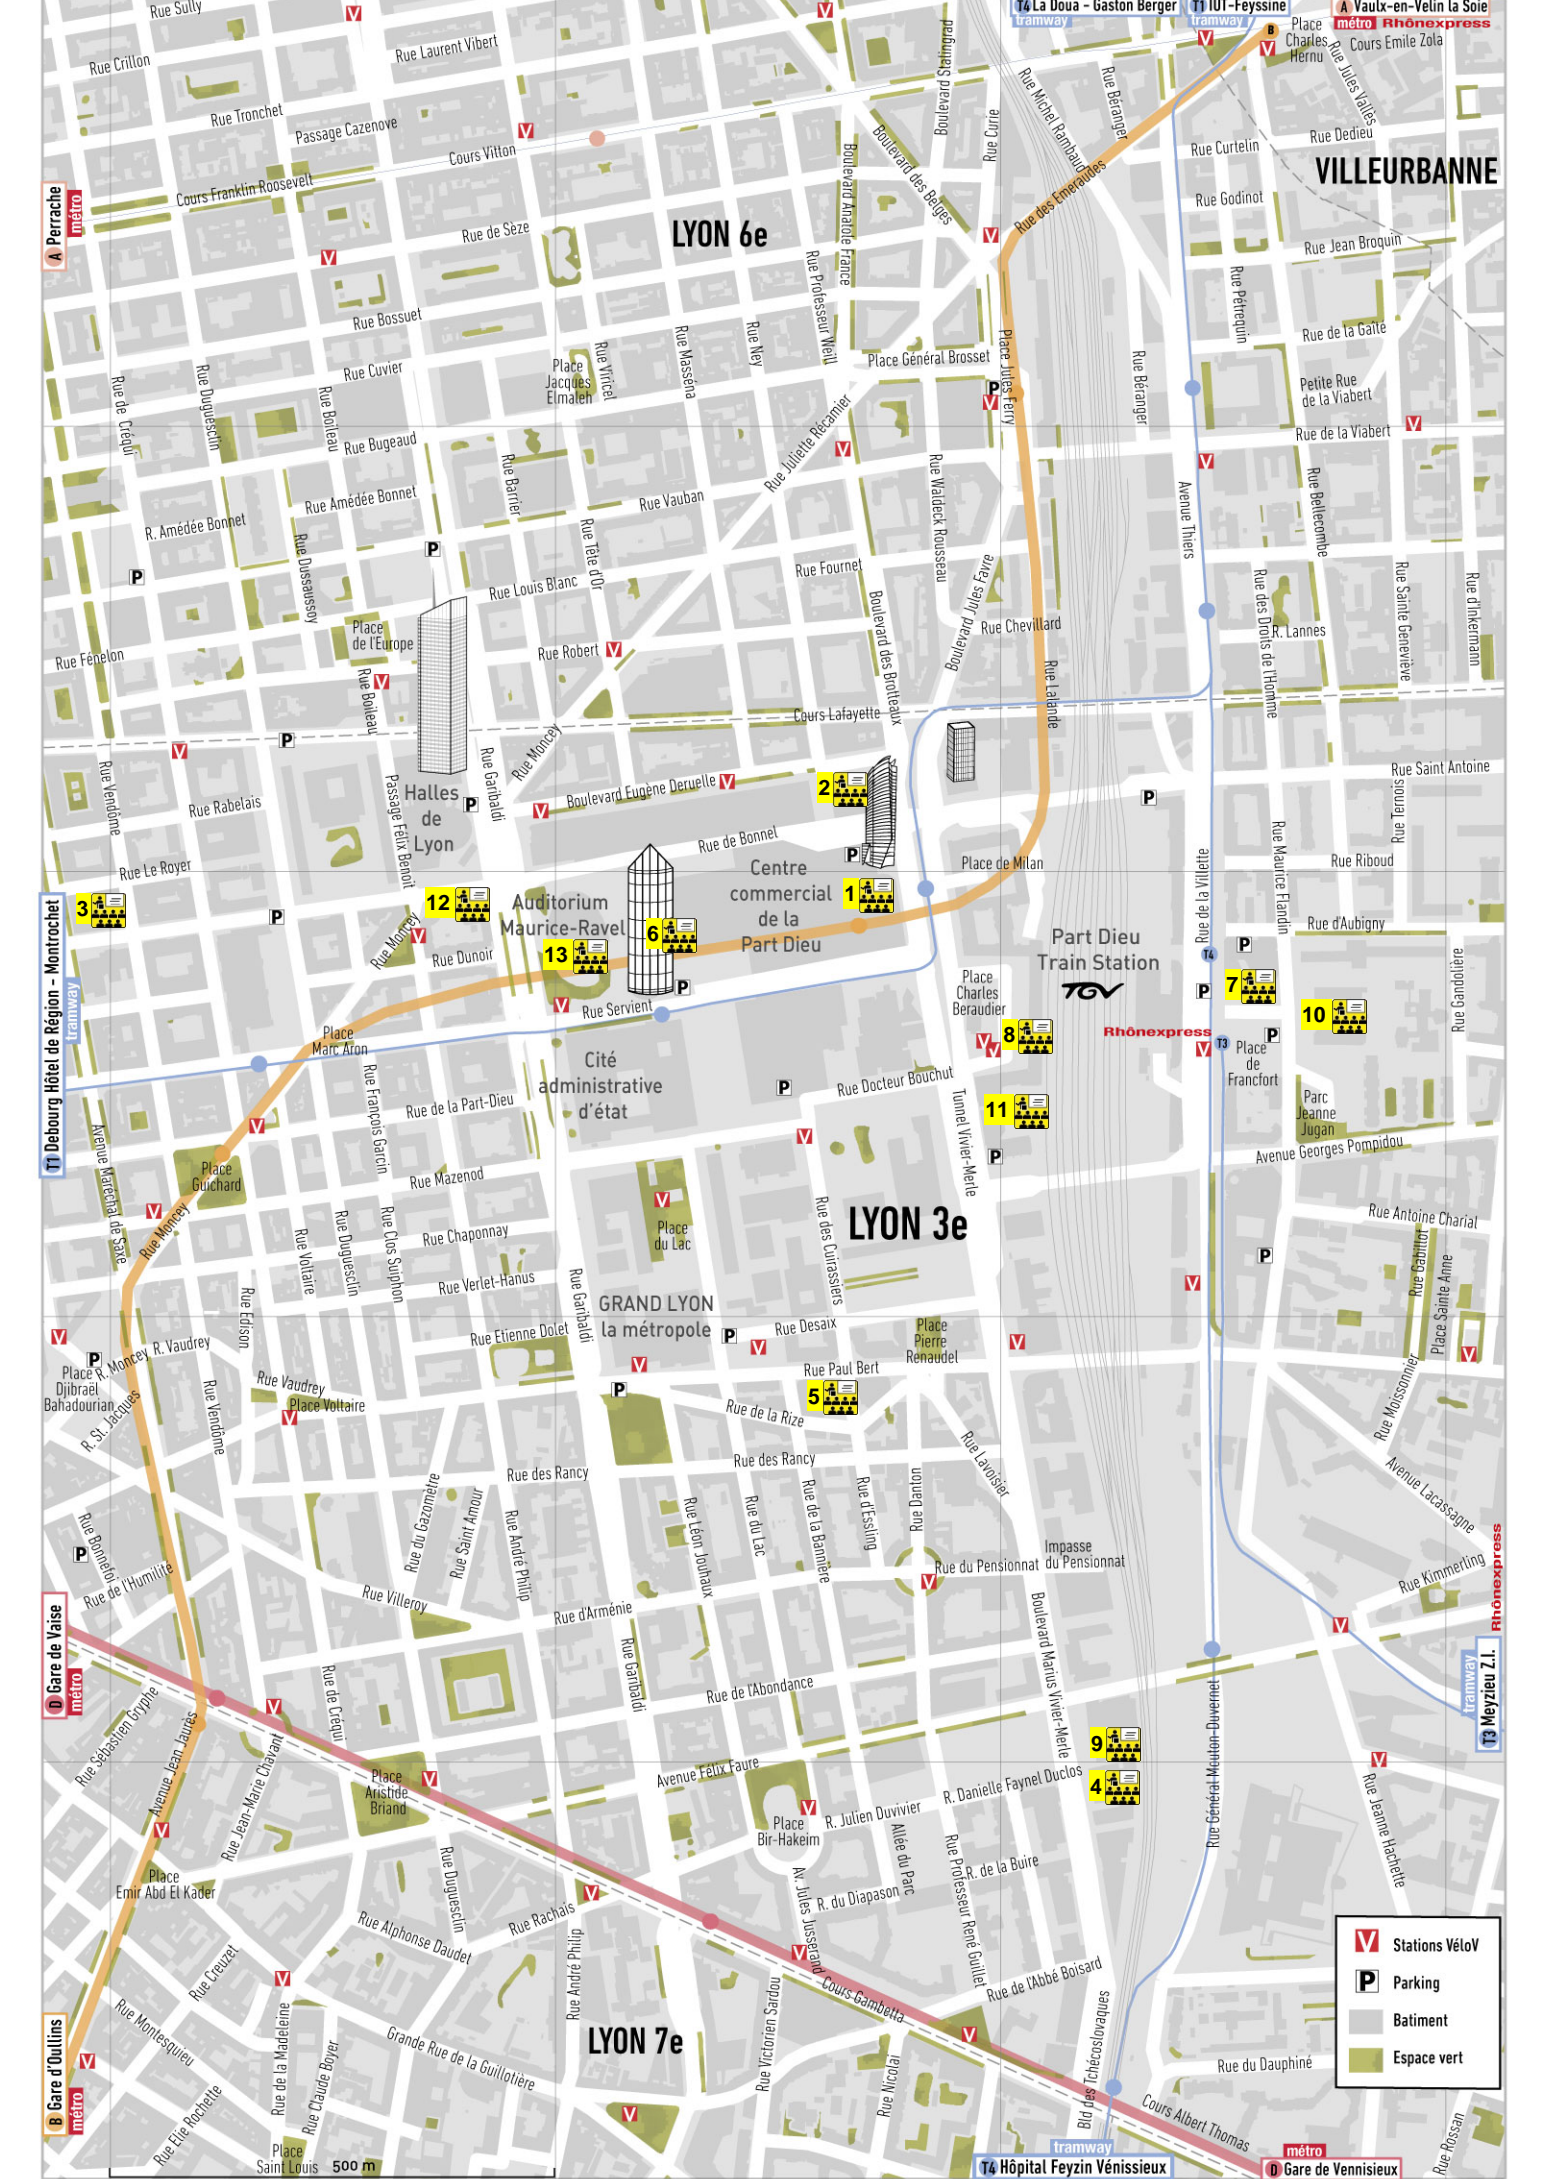 Rue Sully
T4 La Doua - Gaston Berger
tramway
T1 IUT-Feyssine
tramway
A Vaulx-en-Velin la Soie
métro Rhônexpress
B
Place
Charles
Hernu
Cours Emile Zola
Rue Crillon
Rue Laurent Vibert
Boulevard Stalingrad
Rue Michel Rambaud
Rue Béranger
Rue Jules Vallès
Rue Tronchet
Passage Cazenove
Cours Vitton
Boulevard des Belges
Rue Curie
Rue Curtelin
Rue Dedieu
VILLEURBANNE
Cours Franklin Roosevelt
A Perrache
métro
Boulevard Anatole France
Rue des Emeraudes
Rue Godinot
Rue de Sèze
LYON 6e
Rue Jean Broquin
Rue Professeur Weill
Rue Pétrequin
Rue Bossuet
Rue Masséna
Rue Ney
Place Jules Ferry
Rue de la Gaîté
Rue Cuvier
Place
Jacques
Elmaleh
Rue Viricel
Place Général Brosset
Rue Béranger
Petite Rue
de la Viabert
Rue de Créqui
Rue Duguesclin
Rue Boileau
Rue Bugeaud
Rue Juliette Récamier
P
Rue de la Viabert
Rue Barrier
Rue Amédée Bonnet
Rue Vauban
Rue Waldeck Rousseau
Avenue Thiers
Rue Bellecombe
R. Amédée Bonnet
Rue Dussaussoy
Rue Tête d'Or
P
P
Rue Louis Blanc
Rue Fournet
Boulevard Jules Favre
Rue des Droits de l'Homme
Rue Sainte Geneviève
Rue d'Inkermann
Place
de l'Europe
Boulevard des Brotteaux
Rue Chevillard
R. Lannes
Rue Fénelon
Rue Robert
Rue Boileau
Rue Lalande
Cours Lafayette
P
Rue Moncey
Rue Vendôme
Passage Félix Benoit
Rue Garibaldi
Rue Rabelais
Halles
de
Lyon
P
Boulevard Eugène Deruelle
2
P
Rue Saint Antoine
Rue Ternois
Rue de Bonnel
Rue Le Royer
Centre
commercial
de la
Part Dieu
P
Place de Milan
Rue de la Villette
Rue Maurice Flandin
Rue Riboud
3
P
12
Auditorium
Maurice-Ravel
1
6
Rue d'Aubigny
Rue Moncey
Rue Dunoir
13
Part Dieu
Train Station
TGV
T4
P
Rue Gandolière
T1 Debourg Hôtel de Région - Montrochet
tramway
P
Rue Servient
Place
Charles
Beraudier
P
7
10
Place
Marc Aron
8
Rhônexpress
T3
P
Place
de
Francfort
Cité
administrative
d'état
P
Rue Docteur Bouchut
Rue François Garcin
Rue de la Part-Dieu
11
Tunnel Vivier-Merle
Parc
Jeanne
Jugan
Avenue Maréchal de Saxe
P
Avenue Georges Pompidou
Place
Guichard
Rue Mazenod
Rue Moncey
Rue Voltaire
Rue Duguesclin
Rue Clos Suiphon
Rue Chaponnay
Place
du Lac
Rue des Cuirassiers
LYON 3e
Rue Antoine Charial
Rue Gabillot
Place Sainte Anne
P
Rue Verlet-Hanus
Rue Edison
Rue Garibaldi
GRAND LYON
la métropole
P
Rue Desaix
Place
Pierre
Renaudel
Rue Etienne Dolet
R. Moncey
R. Vaudrey
P
Place
Djibraël
Bahadourian
Rue Vaudrey
Place Voltaire
P
Rue Paul Bert
5
Rue Moissonnier
R. St. Jacques
Rue Vendôme
Rue de la Rize
Rue Lavoisier
Avenue Lacassagne
Rue des Rancy
Rue des Rancy
Rue du Gazomètre
Rue Saint Amour
Rue André Philip
Rue Léon Jouhaux
Rue du Lac
Rue de la Bannière
Rue d'Essling
Rue Danton
Rue Bonnefoi
P
Rue de l'Humilité
Impasse
du Pensionnat
Rue du Pensionnat
Rue Kimmerling
Rhônexpress
Rue Villeroy
Rue d'Arménie
D Gare de Vaise
métro
Rue Garibaldi
Boulevard Marius Vivier-Merle
Rue de Créqui
Rue de l'Abondance
tramway
T3 Meyzieu Z.I.
Rue Sébastien Gryphe
Avenue Jean Jaurès
Rue Jean-Marie Chavant
9
Rue Général Mouton-Duvernet
Place
Aristide
Briand
Avenue Félix Faure
R. Danielle Faynel Duclos
4
Place
Bir-Hakeim
R. Julien Duvivier
Rue Jeanne Hachette
Allée du Parc
Rue Professeur René Guillet
R. de la Buire
Place
Emir Abd El Kader
Rue Duguesclin
Rue Rachais
Av. Jules Jusserand
R. du Diapason
Rue Alphonse Daudet
Rue André Philip
Rue Creuzet
Cours Gambetta
Rue de l'Abbé Boisard
V Stations VéloV
P Parking
Batiment
Espace vert
Rue Montesquieu
Rue de la Madeleine
Rue Claude Boyer
Grande Rue de la Guillotière
LYON 7e
Rue Victorien Sardou
Rue Nicolaï
Bld des Tchécoslovaques
Rue du Dauphiné
B Gare d'Oullins
métro
Rue Elie Rochette
Place
Saint Louis
500 m
Cours Albert Thomas
Rue Rossan
tramway
T4 Hôpital Feyzin Vénissieux
métro
D Gare de Vennisieux